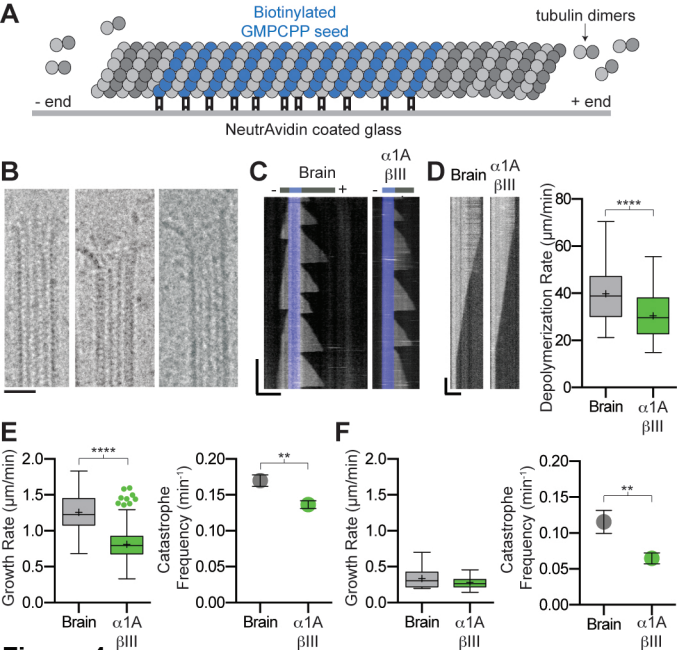 A
Biotinylated
GMPCPP seed
tubulin dimers
- end
+ end
NeutrAvidin coated glass
B
C
Brain
- +
α1A
βIII
-
D
Brain
α1A
βIII
Depolymerization Rate (μm/min)
80
60
40
20
0
****
Brain
α1A
βIII
E
Growth Rate (μm/min)
2.0
1.5
1.0
0.5
0.0
****
Brain
α1A
βIII
Catastrophe
Frequency (min-1)
0.20
0.15
0.10
0.05
0.00
**
Brain
α1A
βIII
F
Growth Rate (μm/min)
2.0
1.5
1.0
0.5
0.0
Brain
α1A
βIII
Catastrophe
Frequency (min-1)
0.20
0.15
0.10
0.05
0.00
**
Brain
α1A
βIII